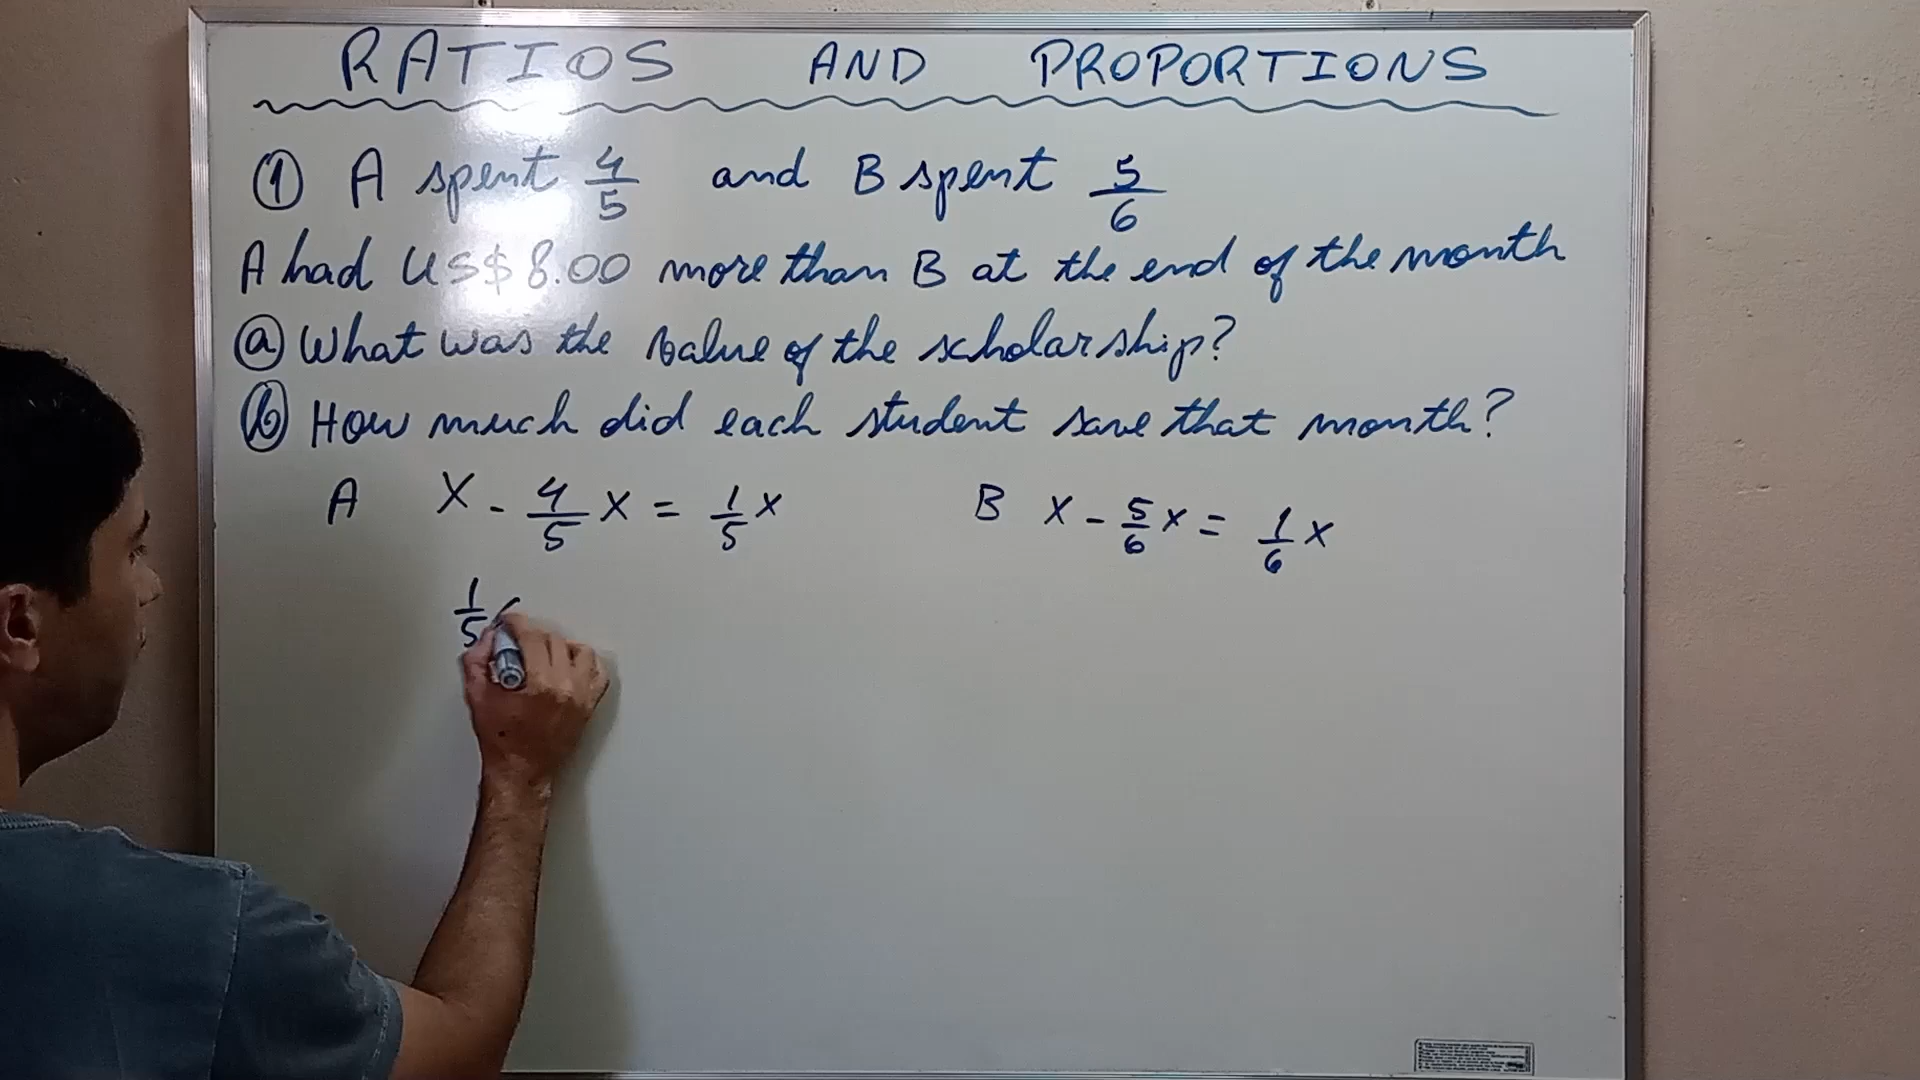 RATIOS AND PROPORTIONS
① A spent 4/5 and B spent 5/6
A had US$ 8.00 more than B at the end of the month
ⓐ What was the value of the scholarship?
ⓑ How much did each student save that month?
A X - 4/5 X = 1/5 X B X - 5/6 X = 1/6 X
1/5